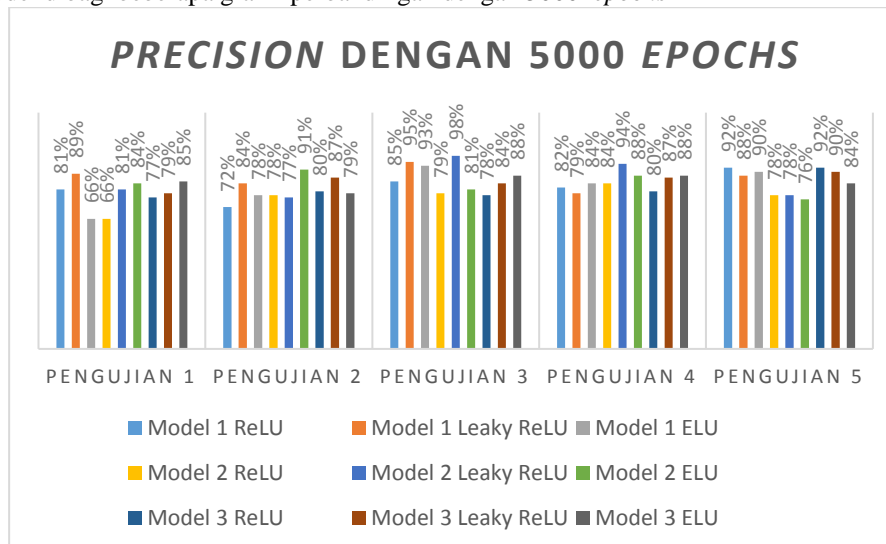 PRECISION DENGAN 5000 EPOCHS
81% 89% 66% 66% 81% 84% 77% 79% 85%
72% 84% 78% 78% 77% 91% 80% 87% 79%
85% 95% 93% 79% 98% 81% 78% 84% 88%
82% 79% 84% 84% 94% 88% 80% 87% 88%
92% 88% 90% 78% 78% 76% 92% 90% 84%
PENGUJIAN 1 PENGUJIAN 2 PENGUJIAN 3 PENGUJIAN 4 PENGUJIAN 5
Model 1 ReLU Model 1 Leaky ReLU Model 1 ELU
Model 2 ReLU Model 2 Leaky ReLU Model 2 ELU
Model 3 ReLU Model 3 Leaky ReLU Model 3 ELU